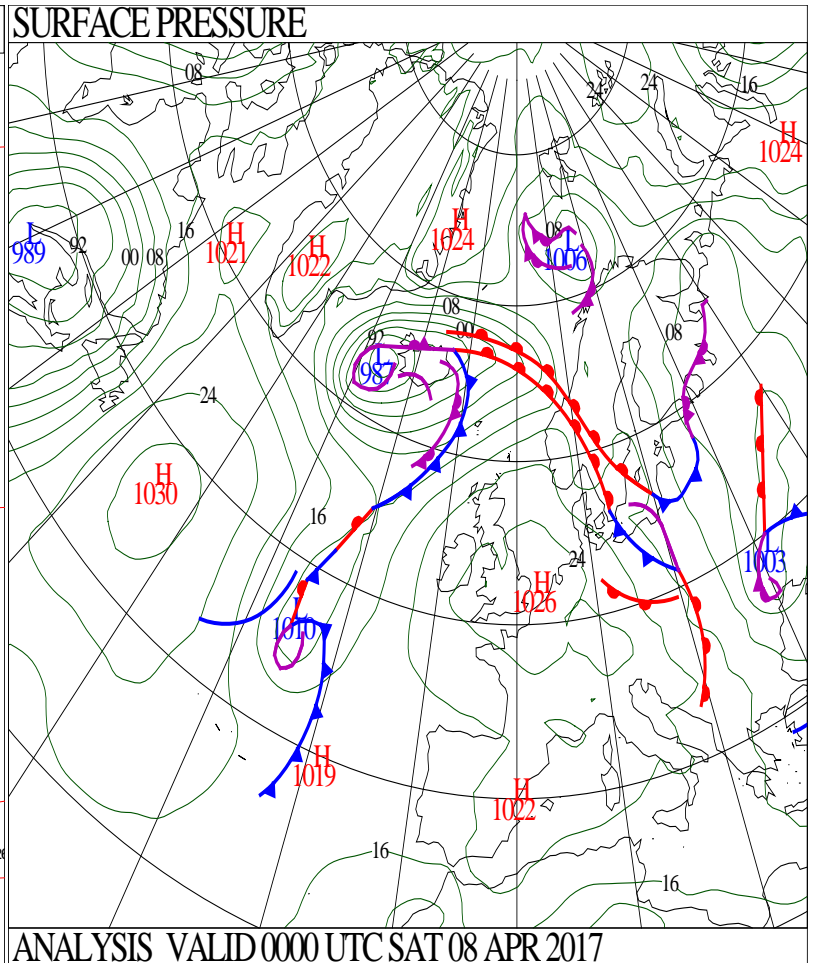 SURFACE PRESSURE
08
24
24
16
H
1024
L
989
92
00
08
16
H
1021
H
1022
H
1024
08
L
1006
08
00
92
L
987
08
24
H
1030
16
24
L
1003
H
1026
L
1010
H
1019
H
1022
16
16
ANALYSIS VALID 0000 UTC SAT 08 APR 2017